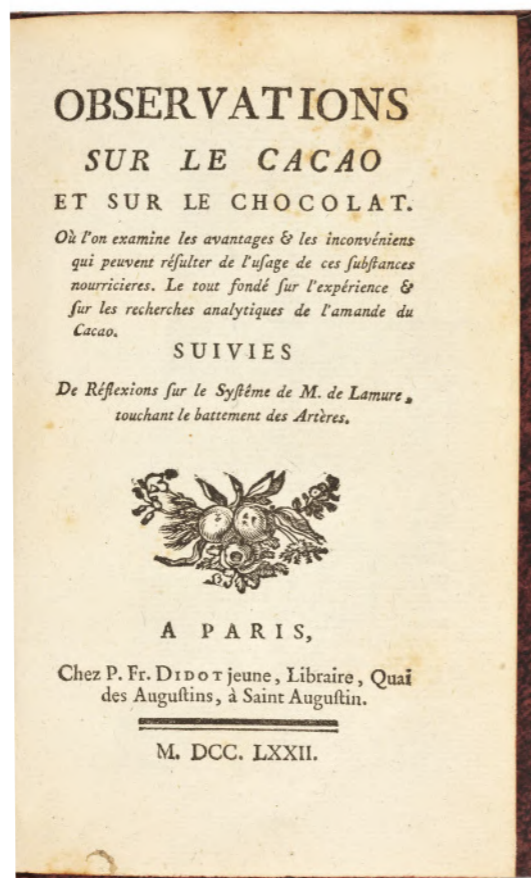 OBSERVATIONS
SUR LE CACAO
ET SUR LE CHOCOLAT.
Où l'on examine les avantages & les inconvéniens
qui peuvent réſulter de l'uſage de ces ſubſtances
nourricieres. Le tout fondé ſur l'expérience &
ſur les recherches analytiques de l'amande du
Cacao.
SUIVIES
De Réflexions ſur le Syſtême de M. de Lamure,
touchant le battement des Artères.
A PARIS,
Chez P. Fr. DIDOT jeune, Libraire, Quai
des Auguſtins, à Saint Auguſtin.
M. DCC. LXXII.